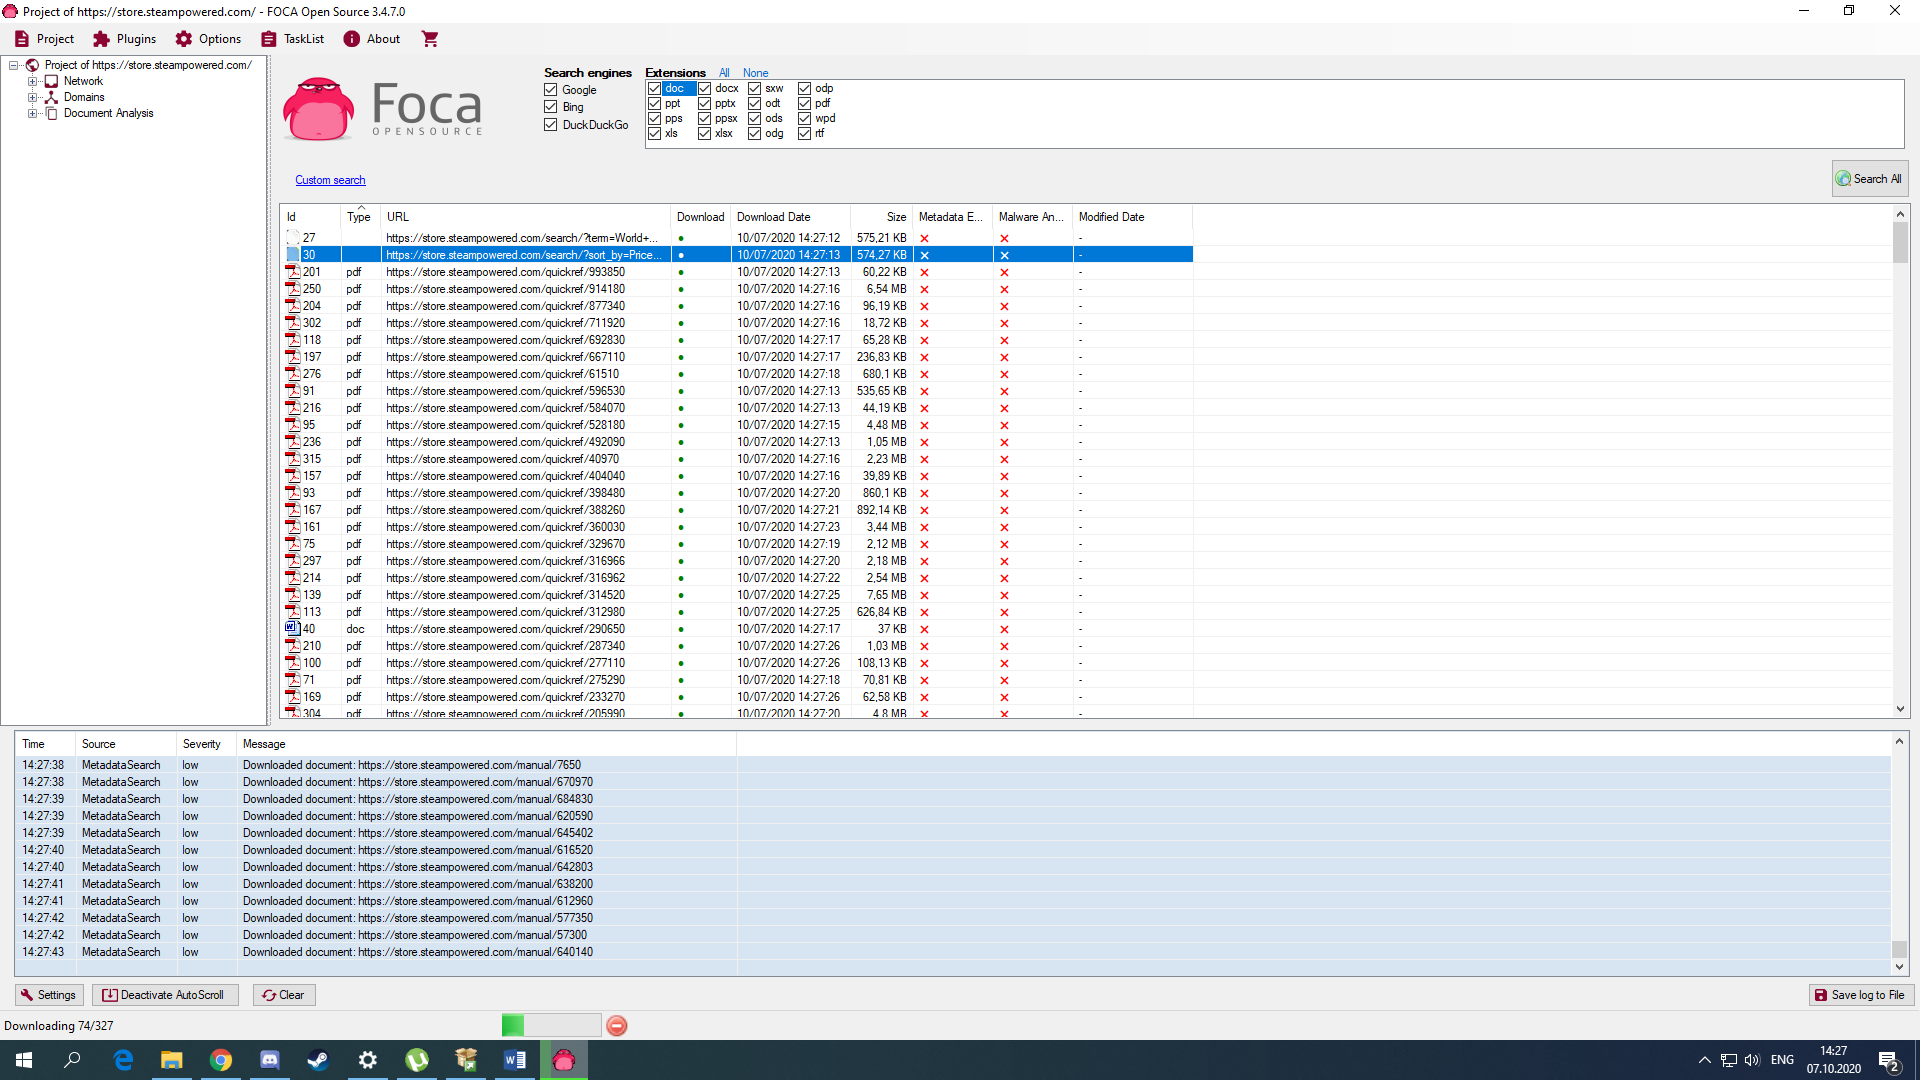 Project of https://store.steampowered.com/ - FOCA Open Source 3.4.7.0
Project Plugins Options TaskList About
Project of https://store.steampowered.com/
Network
Domains
Document Analysis
Foca
OPENSOURCE
Search engines
Google
Bing
DuckDuckGo
Extensions All None
doc docx sxw odp
ppt pptx odt pdf
pps ppsx ods wpd
xls xlsx odg rtf
Custom search
Search All
Id Type URL Download Download Date Size Metadata E... Malware An... Modified Date
27 https://store.steampowered.com/search/?term=World+... 10/07/2020 14:27:12 575,21 KB -
30 https://store.steampowered.com/search/?sort_by=Price... 10/07/2020 14:27:13 574,27 KB -
201 pdf https://store.steampowered.com/quickref/993850 10/07/2020 14:27:13 60,22 KB -
250 pdf https://store.steampowered.com/quickref/914180 10/07/2020 14:27:16 6,54 MB -
204 pdf https://store.steampowered.com/quickref/877340 10/07/2020 14:27:16 96,19 KB -
302 pdf https://store.steampowered.com/quickref/711920 10/07/2020 14:27:16 18,72 KB -
118 pdf https://store.steampowered.com/quickref/692830 10/07/2020 14:27:17 65,28 KB -
197 pdf https://store.steampowered.com/quickref/667110 10/07/2020 14:27:17 236,83 KB -
276 pdf https://store.steampowered.com/quickref/61510 10/07/2020 14:27:18 680,1 KB -
91 pdf https://store.steampowered.com/quickref/596530 10/07/2020 14:27:13 535,65 KB -
216 pdf https://store.steampowered.com/quickref/584070 10/07/2020 14:27:13 44,19 KB -
95 pdf https://store.steampowered.com/quickref/528180 10/07/2020 14:27:15 4,48 MB -
236 pdf https://store.steampowered.com/quickref/492090 10/07/2020 14:27:13 1,05 MB -
315 pdf https://store.steampowered.com/quickref/40970 10/07/2020 14:27:16 2,23 MB -
157 pdf https://store.steampowered.com/quickref/404040 10/07/2020 14:27:16 39,89 KB -
93 pdf https://store.steampowered.com/quickref/398480 10/07/2020 14:27:20 860,1 KB -
167 pdf https://store.steampowered.com/quickref/388260 10/07/2020 14:27:21 892,14 KB -
161 pdf https://store.steampowered.com/quickref/360030 10/07/2020 14:27:23 3,44 MB -
75 pdf https://store.steampowered.com/quickref/329670 10/07/2020 14:27:19 2,12 MB -
297 pdf https://store.steampowered.com/quickref/316966 10/07/2020 14:27:20 2,18 MB -
214 pdf https://store.steampowered.com/quickref/316962 10/07/2020 14:27:22 2,54 MB -
139 pdf https://store.steampowered.com/quickref/314520 10/07/2020 14:27:25 7,65 MB -
113 pdf https://store.steampowered.com/quickref/312980 10/07/2020 14:27:25 626,84 KB -
40 doc https://store.steampowered.com/quickref/290650 10/07/2020 14:27:17 37 KB -
210 pdf https://store.steampowered.com/quickref/287340 10/07/2020 14:27:26 1,03 MB -
100 pdf https://store.steampowered.com/quickref/277110 10/07/2020 14:27:26 108,13 KB -
71 pdf https://store.steampowered.com/quickref/275290 10/07/2020 14:27:18 70,81 KB -
169 pdf https://store.steampowered.com/quickref/233270 10/07/2020 14:27:26 62,58 KB -
304 pdf https://store.steampowered.com/quickref/205990 10/07/2020 14:27:20 4,8 MB -
Time Source Severity Message
14:27:38 MetadataSearch low Downloaded document: https://store.steampowered.com/manual/7650
14:27:38 MetadataSearch low Downloaded document: https://store.steampowered.com/manual/670970
14:27:39 MetadataSearch low Downloaded document: https://store.steampowered.com/manual/684830
14:27:39 MetadataSearch low Downloaded document: https://store.steampowered.com/manual/620590
14:27:39 MetadataSearch low Downloaded document: https://store.steampowered.com/manual/645402
14:27:40 MetadataSearch low Downloaded document: https://store.steampowered.com/manual/616520
14:27:40 MetadataSearch low Downloaded document: https://store.steampowered.com/manual/642803
14:27:41 MetadataSearch low Downloaded document: https://store.steampowered.com/manual/638200
14:27:41 MetadataSearch low Downloaded document: https://store.steampowered.com/manual/612960
14:27:42 MetadataSearch low Downloaded document: https://store.steampowered.com/manual/577350
14:27:42 MetadataSearch low Downloaded document: https://store.steampowered.com/manual/57300
14:27:43 MetadataSearch low Downloaded document: https://store.steampowered.com/manual/640140
Settings Deactivate AutoScroll Clear Save log to File
Downloading 74/327
ENG
14:27
07.10.2020
2